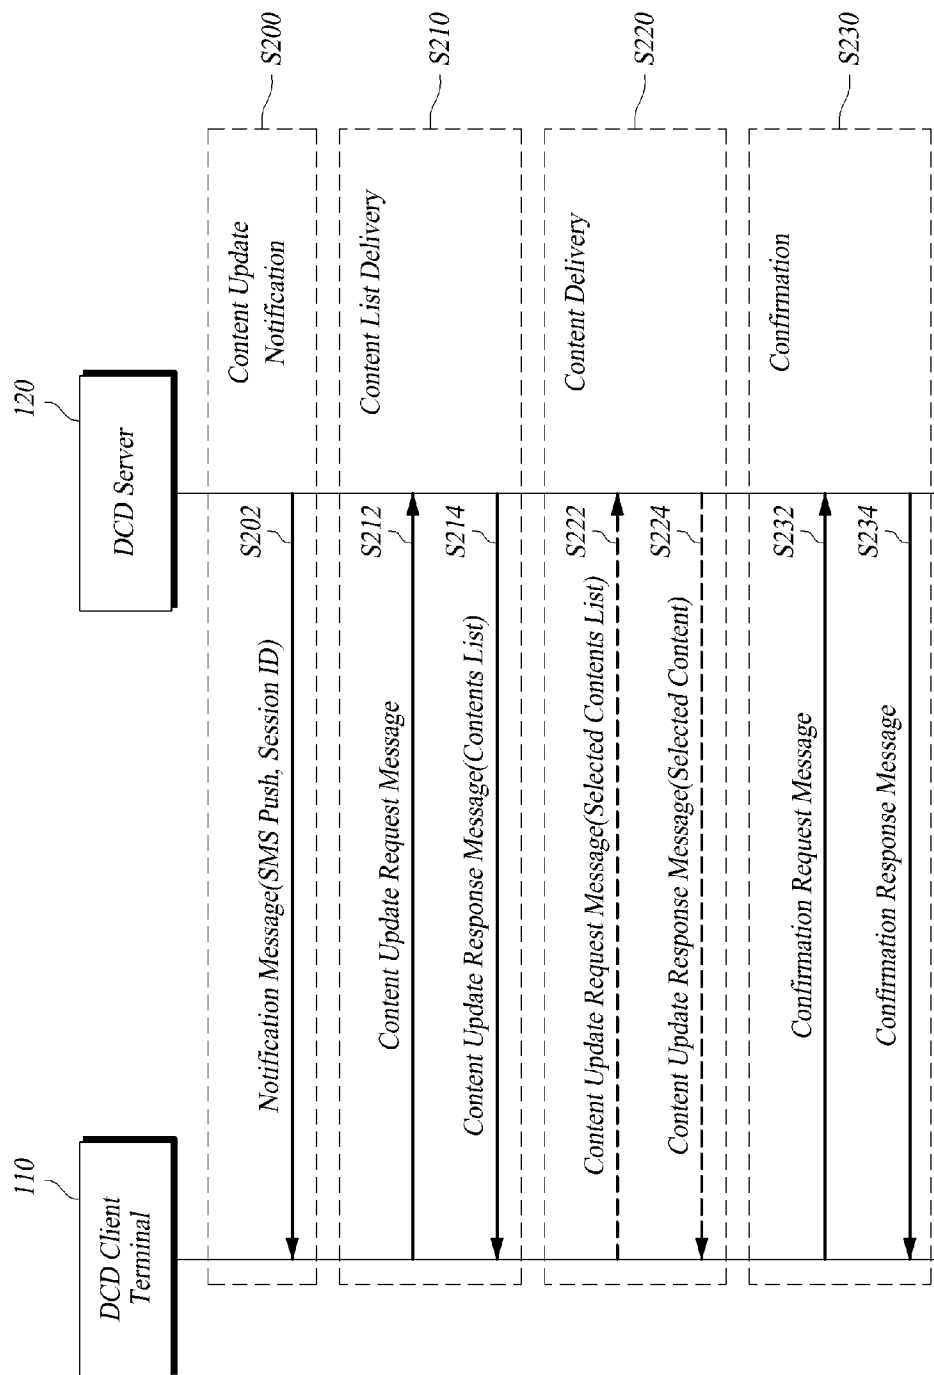 110
DCD Client
Terminal
120
DCD Server
Notification Message(SMS Push, Session ID)
S202
Content Update
Notification
S200
Content Update Request Message
S212
Content List Delivery
S210
Content Update Response Message(Contents List)
S214
Content Update Request Message(Selected Contents List)
S222
Content Delivery
S220
Content Update Response Message(Selected Content)
S224
Confirmation Request Message
S232
Confirmation
S230
Confirmation Response Message
S234